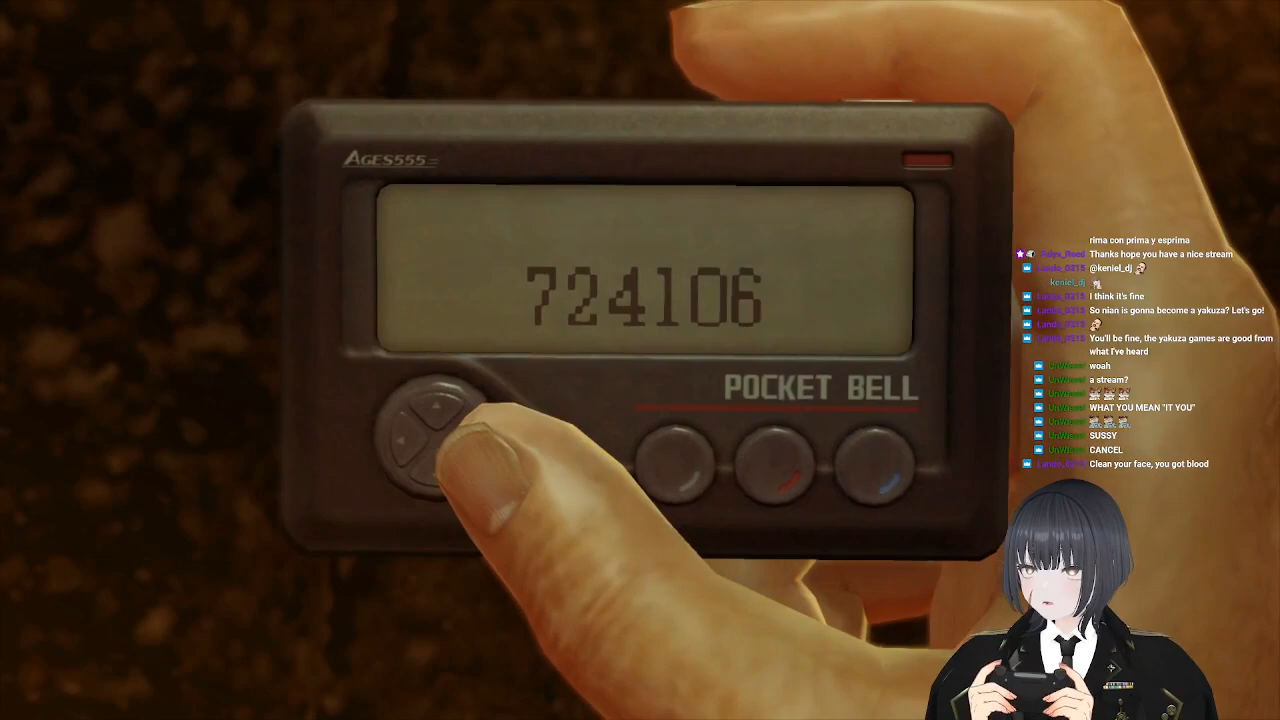 AGES555
724106
POCKET BELL
rima con prima y esprima
Thanks hope you have a nice stream
@keniel_dj
keniel_dj
I think it's fine
So nian is gonna become a yakuza? Let's go!
You'll be fine, the yakuza games are good from
what I've heard
woah
a stream?
WHAT YOU MEAN "IT YOU"
SUSSY
CANCEL
Clean your face, you got blood